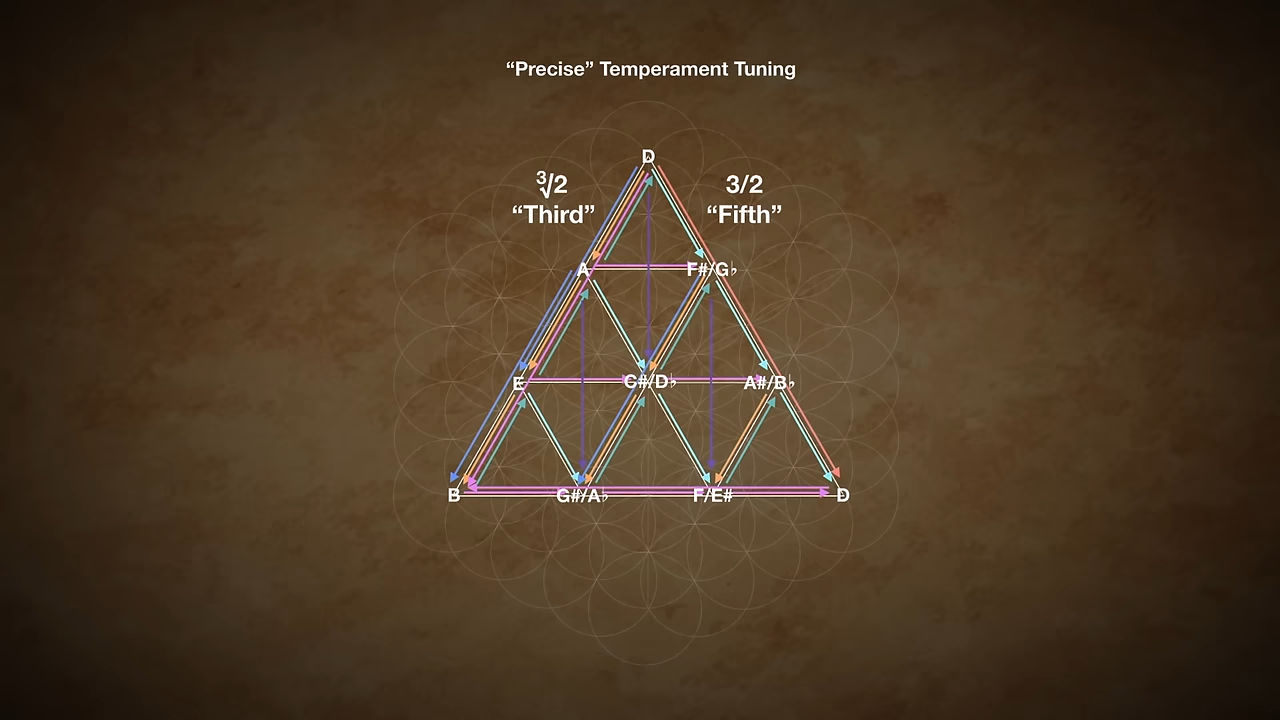 “Precise” Temperament Tuning
D
∛2
3/2
“Third”
“Fifth”
A
F#/G♭
E
C#/D♭
A#/B♭
B
G#/A♭
F/E#
D